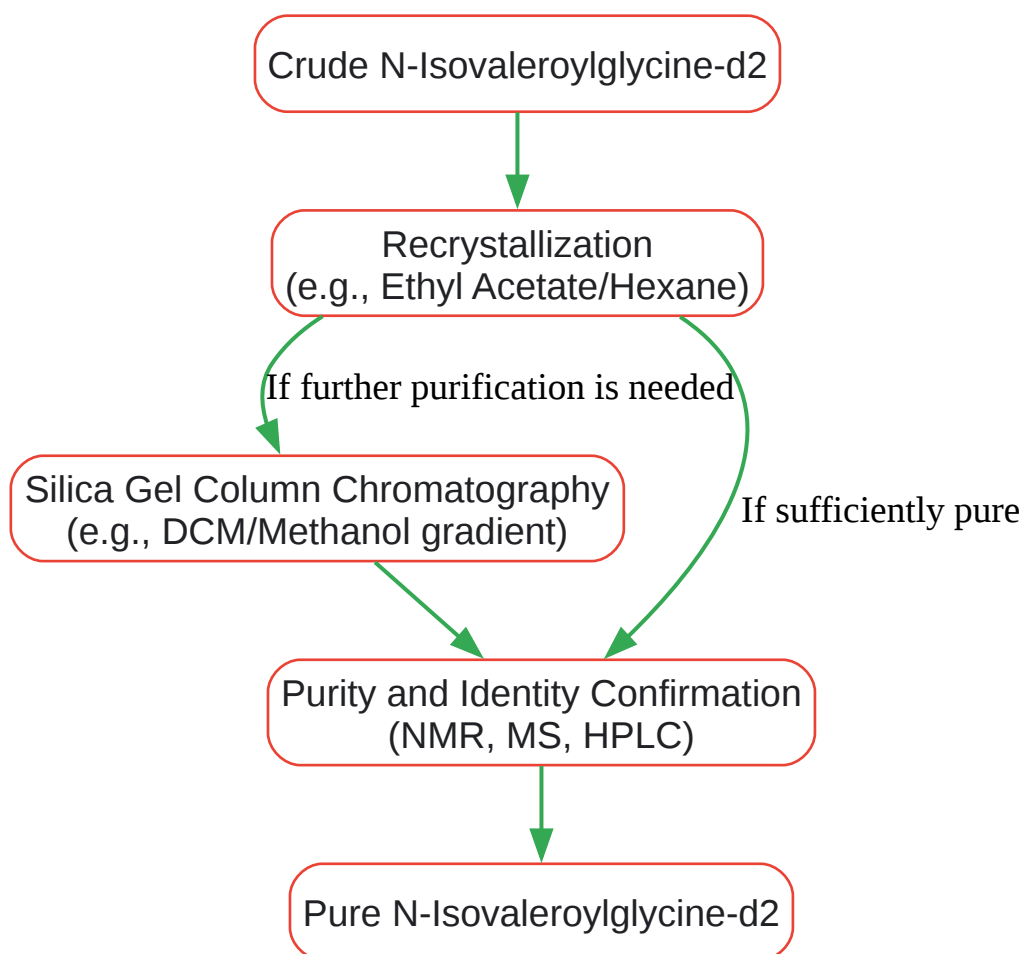 Crude N-Isovaleroylglycine-d2
Recrystallization
(e.g., Ethyl Acetate/Hexane)
If further purification is needed
Silica Gel Column Chromatography
(e.g., DCM/Methanol gradient)
If sufficiently pure
Purity and Identity Confirmation
(NMR, MS, HPLC)
Pure N-Isovaleroylglycine-d2